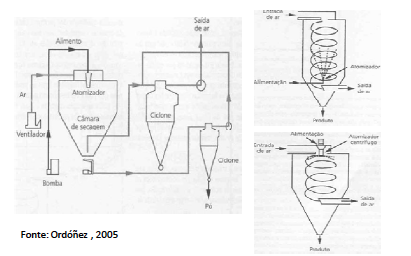 Alimento
Saída
de ar
Ar
Atomizador
Ventilador
Câmara
de secagem
Ciclone
Ciclone
Bomba
Pó
Fonte: Ordóñez , 2005
Entrada
de ar
Atomizador
Alimentação
Saída
de ar
Produto
Alimentação
Atomizador
centrífugo
Entrada
de ar
Saída
de ar
Produto